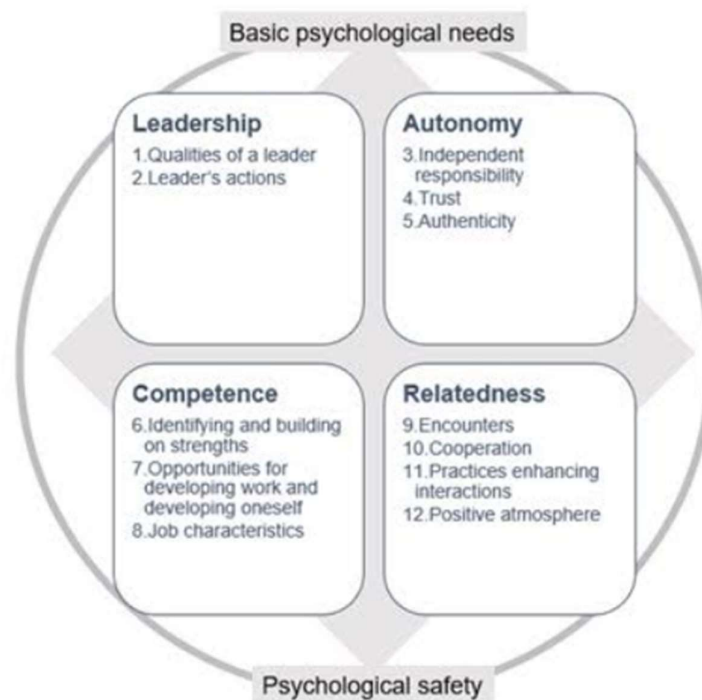 Basic psychological needs
Leadership
1.Qualities of a leader
2.Leader's actions
Autonomy
3.Independent
responsibility
4.Trust
5.Authenticity
Competence
6.Identifying and building
on strengths
7.Opportunities for
developing work and
developing oneself
8.Job characteristics
Relatedness
9.Encounters
10.Cooperation
11.Practices enhancing
interactions
12.Positive atmosphere
Psychological safety